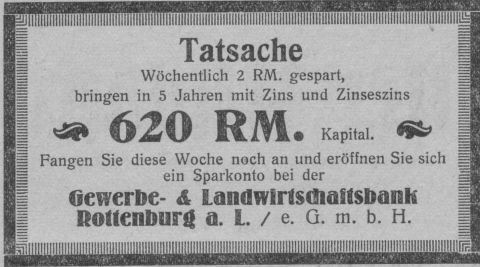 Tatsache
Wöchentlich 2 RM. gespart,
bringen in 5 Jahren mit Zins und Zinseszins
620 RM. Kapital.
Fangen Sie diese Woche noch an und eröffnen Sie sich
ein Sparkonto bei der
Gewerbe- & Landwirtschaftsbank
Rottenburg a. L. / e. G. m. b. H.